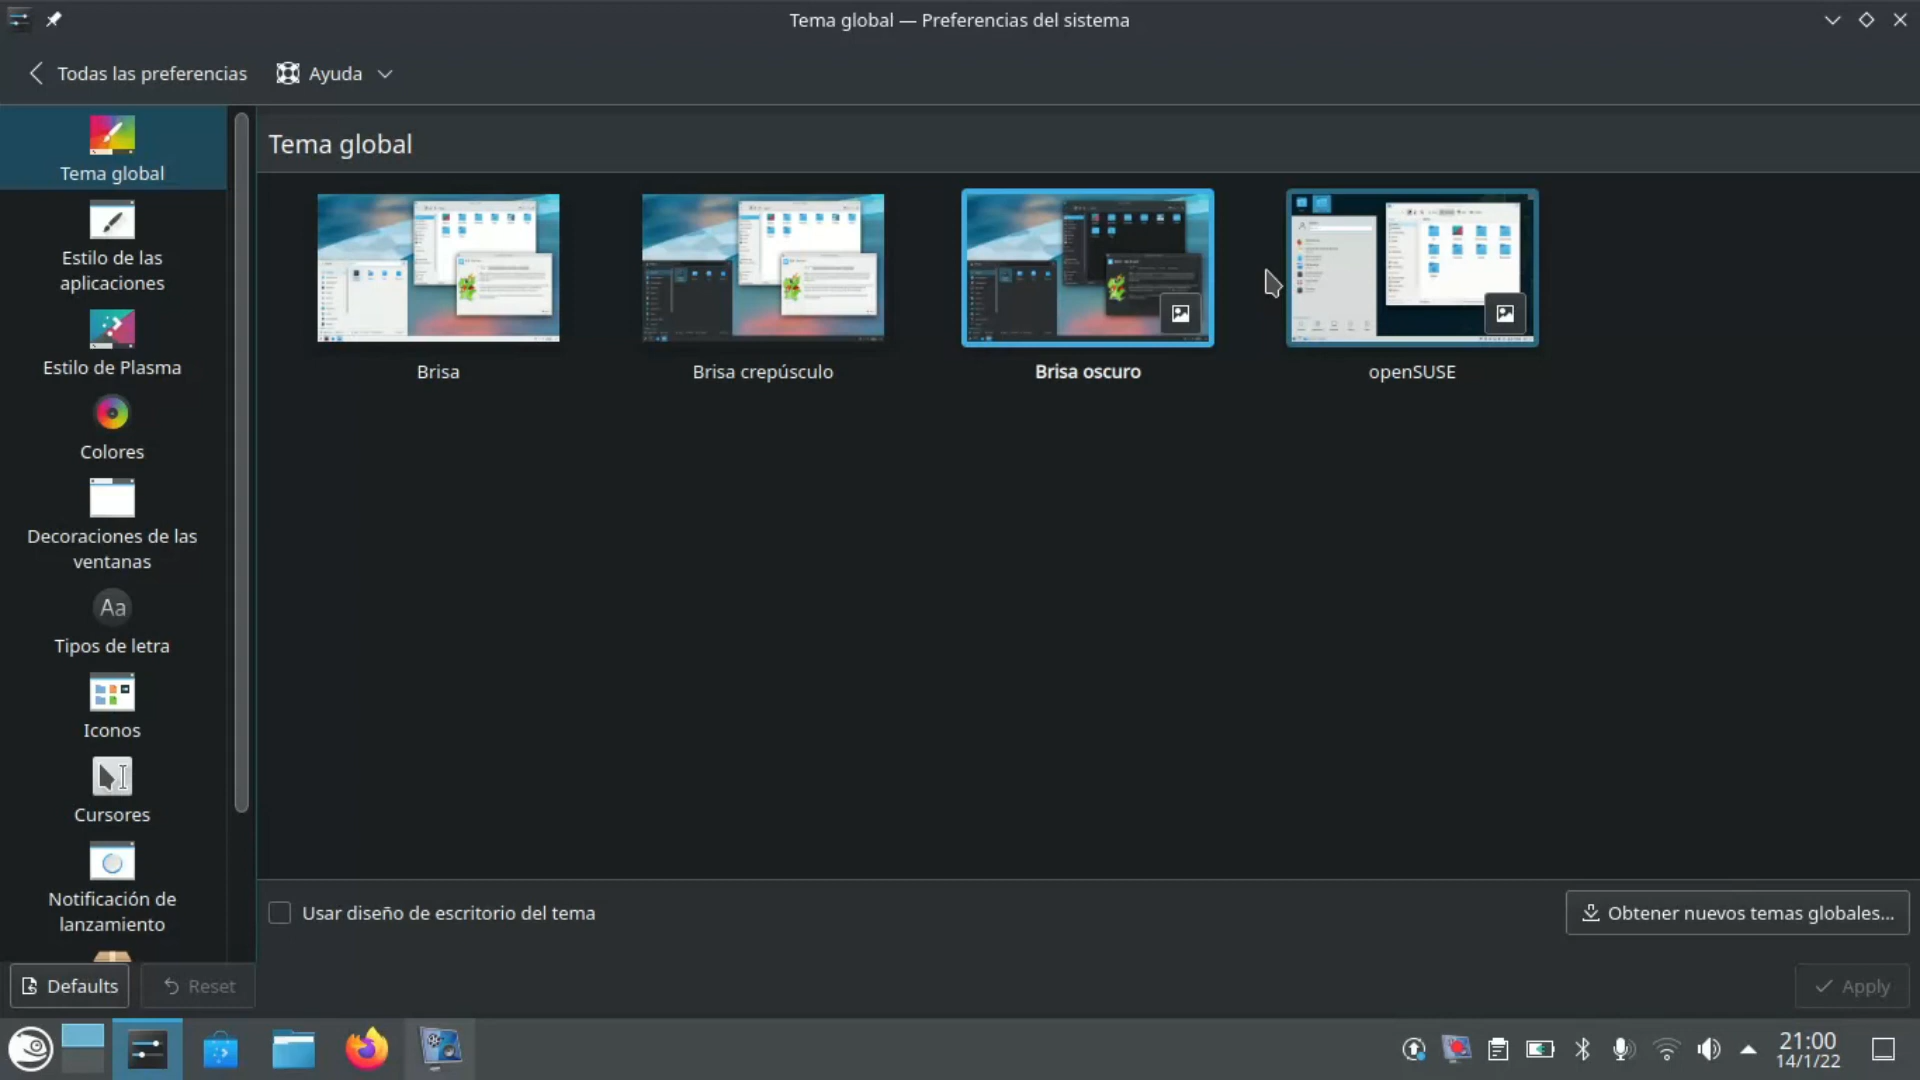 Tema global — Preferencias del sistema
Todas las preferencias
Ayuda
Tema global
Tema global
Estilo de las
aplicaciones
Estilo de Plasma
Colores
Decoraciones de las
ventanas
Aa
Tipos de letra
Iconos
Cursores
Notificación de
lanzamiento
Brisa
Brisa crepúsculo
Brisa oscuro
openSUSE
Usar diseño de escritorio del tema
Obtener nuevos temas globales...
Defaults
Reset
Apply
21:00
14/1/22